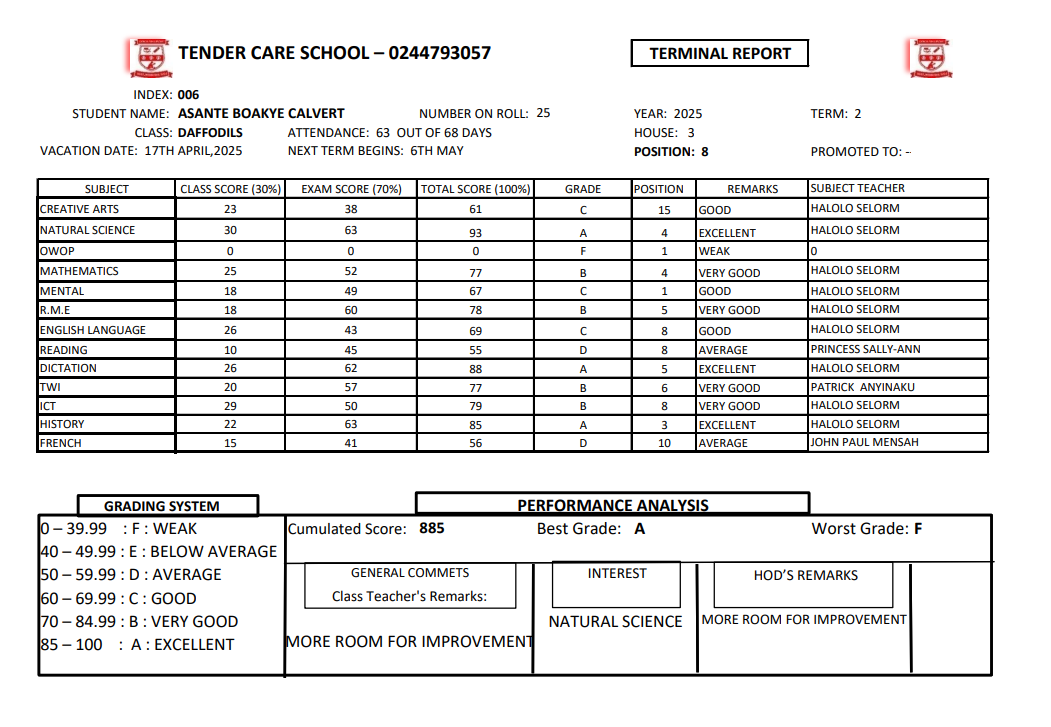 TENDER CARE SCHOOL – 0244793057
TERMINAL REPORT
INDEX: 006
STUDENT NAME: ASANTE BOAKYE CALVERT NUMBER ON ROLL: 25 YEAR: 2025 TERM: 2
CLASS: DAFFODILS ATTENDANCE: 63 OUT OF 68 DAYS HOUSE: 3
VACATION DATE: 17TH APRIL,2025 NEXT TERM BEGINS: 6TH MAY POSITION: 8 PROMOTED TO: --
SUBJECT CLASS SCORE (30%) EXAM SCORE (70%) TOTAL SCORE (100%) GRADE POSITION REMARKS SUBJECT TEACHER
CREATIVE ARTS 23 38 61 C 15 GOOD HALOLO SELORM
NATURAL SCIENCE 30 63 93 A 4 EXCELLENT HALOLO SELORM
OWOP 0 0 0 F 1 WEAK 0
MATHEMATICS 25 52 77 B 4 VERY GOOD HALOLO SELORM
MENTAL 18 49 67 C 1 GOOD HALOLO SELORM
R.M.E 18 60 78 B 5 VERY GOOD HALOLO SELORM
ENGLISH LANGUAGE 26 43 69 C 8 GOOD HALOLO SELORM
READING 10 45 55 D 8 AVERAGE PRINCESS SALLY-ANN
DICTATION 26 62 88 A 5 EXCELLENT HALOLO SELORM
TWI 20 57 77 B 6 VERY GOOD PATRICK ANYINAKU
ICT 29 50 79 B 8 VERY GOOD HALOLO SELORM
HISTORY 22 63 85 A 3 EXCELLENT HALOLO SELORM
FRENCH 15 41 56 D 10 AVERAGE JOHN PAUL MENSAH
GRADING SYSTEM
0 – 39.99 : F : WEAK
40 – 49.99 : E : BELOW AVERAGE
50 – 59.99 : D : AVERAGE
60 – 69.99 : C : GOOD
70 – 84.99 : B : VERY GOOD
85 – 100 : A : EXCELLENT
PERFORMANCE ANALYSIS
Cumulated Score: 885 Best Grade: A Worst Grade: F
GENERAL COMMETS
Class Teacher's Remarks:
MORE ROOM FOR IMPROVEMENT
INTEREST
NATURAL SCIENCE
HOD'S REMARKS
MORE ROOM FOR IMPROVEMENT